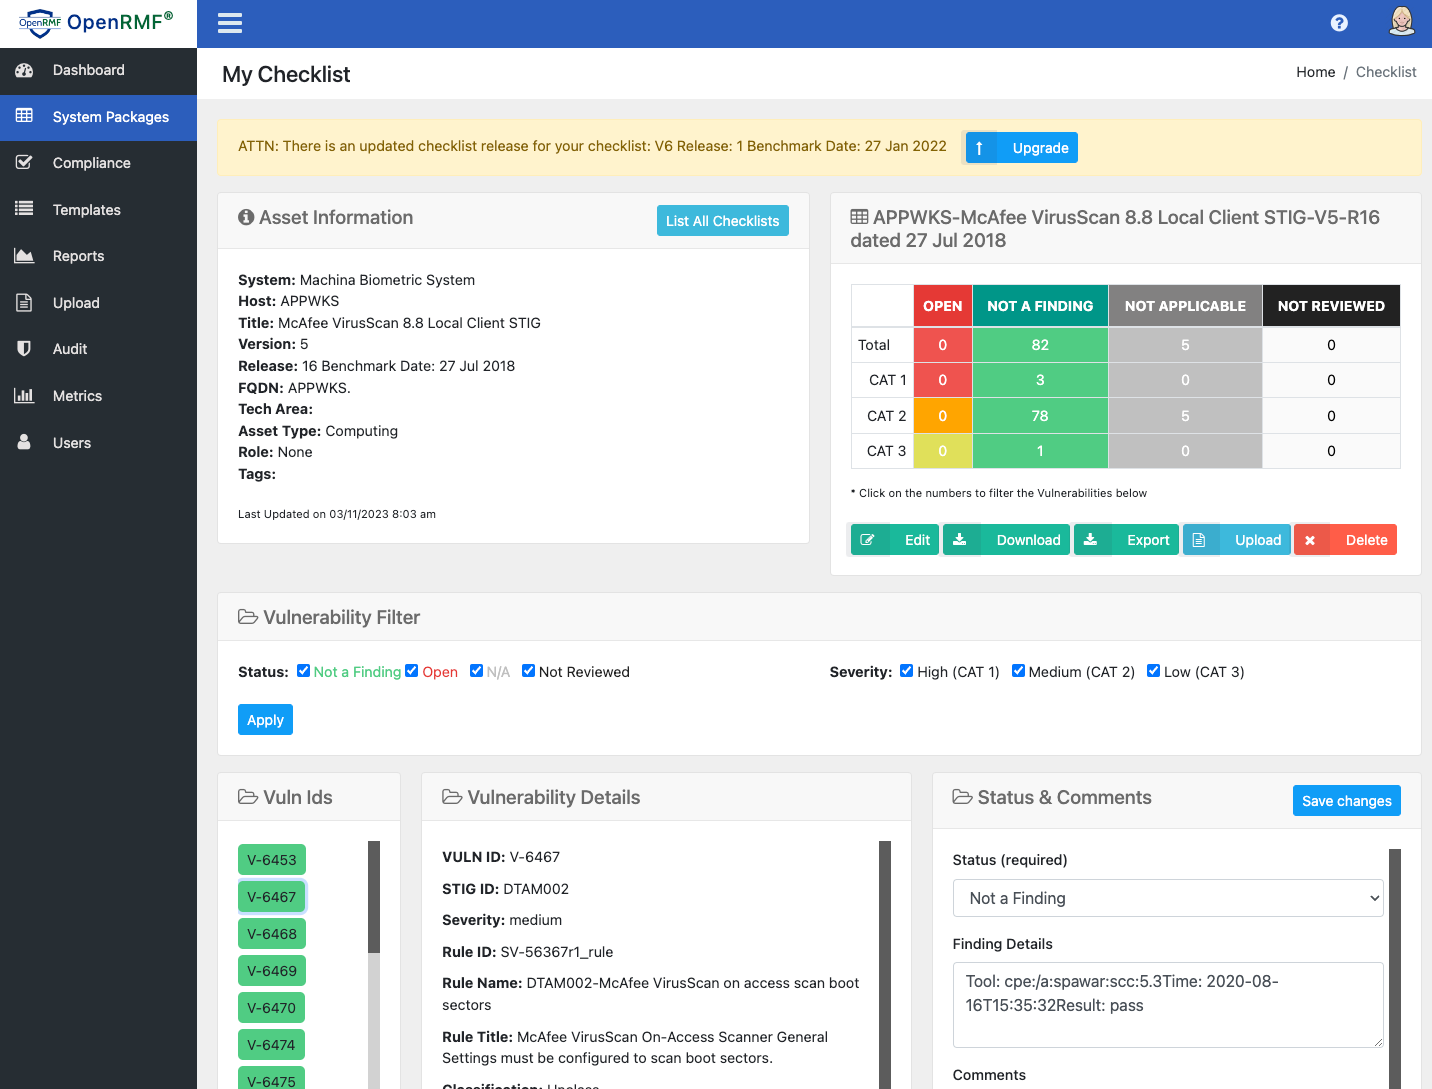 OpenRMF OpenRMF®
Dashboard
System Packages
Compliance
Templates
Reports
Upload
Audit
Metrics
Users
My Checklist
Home / Checklist
ATTN: There is an updated checklist release for your checklist: V6 Release: 1 Benchmark Date: 27 Jan 2022
Upgrade
Asset Information
List All Checklists
System: Machina Biometric System
Host: APPWKS
Title: McAfee VirusScan 8.8 Local Client STIG
Version: 5
Release: 16 Benchmark Date: 27 Jul 2018
FQDN: APPWKS.
Tech Area:
Asset Type: Computing
Role: None
Tags:
Last Updated on 03/11/2023 8:03 am
APPWKS-McAfee VirusScan 8.8 Local Client STIG-V5-R16
dated 27 Jul 2018
OPEN NOT A FINDING NOT APPLICABLE NOT REVIEWED
Total 0 82 5 0
CAT 1 0 3 0 0
CAT 2 0 78 5 0
CAT 3 0 1 0 0
* Click on the numbers to filter the Vulnerabilities below
Edit Download Export Upload Delete
Vulnerability Filter
Status: Not a Finding Open N/A Not Reviewed
Severity: High (CAT 1) Medium (CAT 2) Low (CAT 3)
Apply
Vuln Ids
V-6453
V-6467
V-6468
V-6469
V-6470
V-6474
V-6475
Vulnerability Details
VULN ID: V-6467
STIG ID: DTAM002
Severity: medium
Rule ID: SV-56367r1_rule
Rule Name: DTAM002-McAfee VirusScan on access scan boot
sectors
Rule Title: McAfee VirusScan On-Access Scanner General
Settings must be configured to scan boot sectors.
Classification: Unclass
Status & Comments
Save changes
Status (required)
Not a Finding
Finding Details
Tool: cpe:/a:spawar:scc:5.3Time: 2020-08-
16T15:35:32Result: pass
Comments